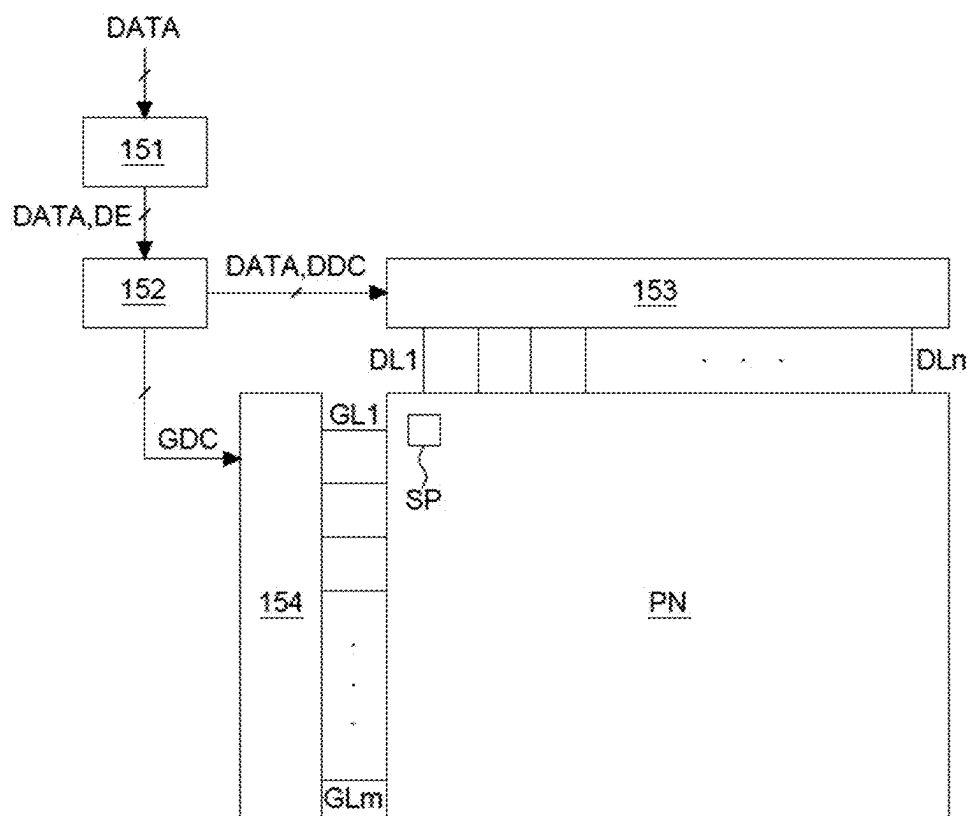 DATA
151
DATA,DE
152
DATA,DDC
153
DL1
. . .
DLn
GDC
GL1
SP
154
PN
.
.
.
GLm